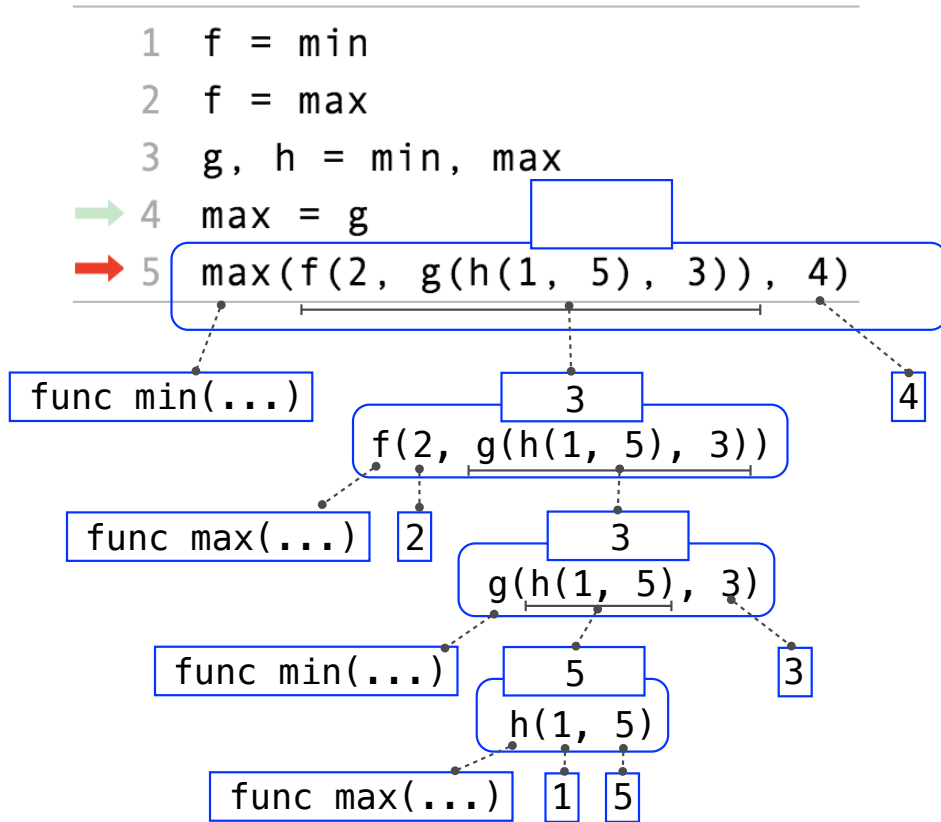 1 f = min
2 f = max
3 g, h = min, max
4 max = g
5 max(f(2, g(h(1, 5), 3)), 4)
func min(...)
3
4
f(2, g(h(1, 5), 3))
func max(...)
2
3
g(h(1, 5), 3)
func min(...)
5
3
h(1, 5)
func max(...)
1
5